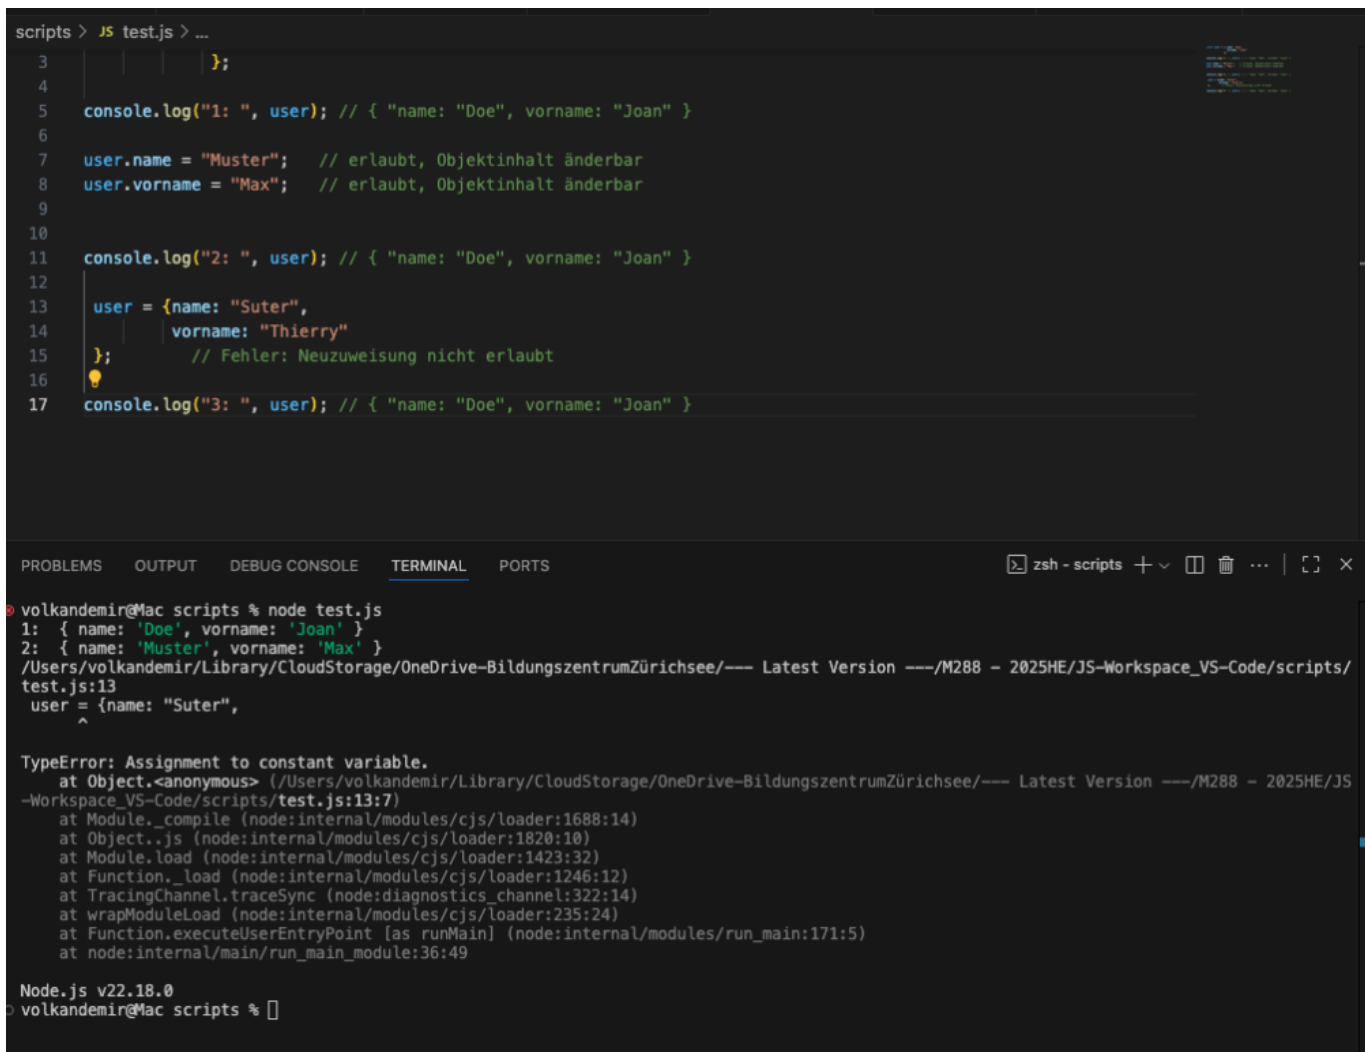 scripts > JS test.js > ...
3 };
4
5 console.log("1: ", user); // { "name: "Doe", vorname: "Joan" }
6
7 user.name = "Muster"; // erlaubt, Objektinhalt änderbar
8 user.vorname = "Max"; // erlaubt, Objektinhalt änderbar
9
10
11 console.log("2: ", user); // { "name: "Doe", vorname: "Joan" }
12
13 user = {name: "Suter",
14 vorname: "Thierry"
15 }; // Fehler: Neuzuweisung nicht erlaubt
16
17 console.log("3: ", user); // { "name: "Doe", vorname: "Joan" }
PROBLEMS OUTPUT DEBUG CONSOLE TERMINAL PORTS zsh - scripts
volkandemir@Mac scripts % node test.js
1: { name: 'Doe', vorname: 'Joan' }
2: { name: 'Muster', vorname: 'Max' }
/Users/volkandemir/Library/CloudStorage/OneDrive-BildungszentrumZürichsee/--- Latest Version ---/M288 - 2025HE/JS-Workspace_VS-Code/scripts/
test.js:13
user = {name: "Suter",
^
TypeError: Assignment to constant variable.
at Object.<anonymous> (/Users/volkandemir/Library/CloudStorage/OneDrive-BildungszentrumZürichsee/--- Latest Version ---/M288 - 2025HE/JS
-Workspace_VS-Code/scripts/test.js:13:7)
at Module._compile (node:internal/modules/cjs/loader:1688:14)
at Object..js (node:internal/modules/cjs/loader:1820:10)
at Module.load (node:internal/modules/cjs/loader:1423:32)
at Function._load (node:internal/modules/cjs/loader:1246:12)
at TracingChannel.traceSync (node:diagnostics_channel:322:14)
at wrapModuleLoad (node:internal/modules/cjs/loader:235:24)
at Function.executeUserEntryPoint [as runMain] (node:internal/modules/run_main:171:5)
at node:internal/main/run_main_module:36:49
Node.js v22.18.0
volkandemir@Mac scripts %